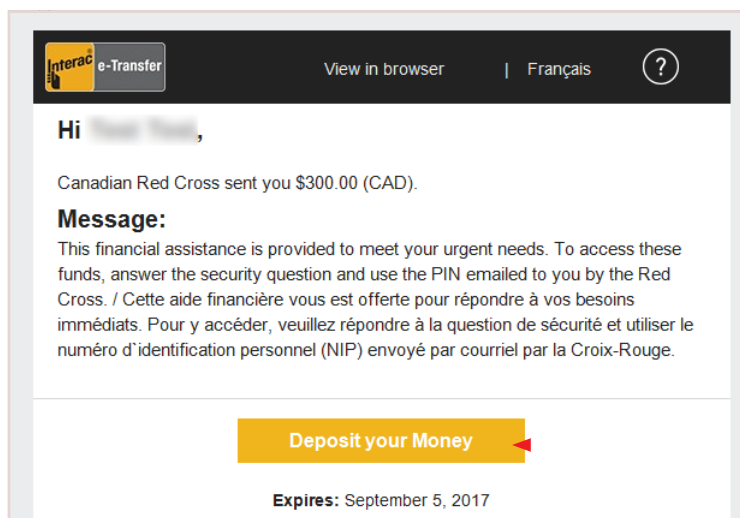 Interac e-Transfer
View in browser | Français ?
Hi ,
Canadian Red Cross sent you $300.00 (CAD).
Message:
This financial assistance is provided to meet your urgent needs. To access these
funds, answer the security question and use the PIN emailed to you by the Red
Cross. / Cette aide financière vous est offerte pour répondre à vos besoins
immédiats. Pour y accéder, veuillez répondre à la question de sécurité et utiliser le
numéro d`identification personnel (NIP) envoyé par courriel par la Croix-Rouge.
Deposit your Money
Expires: September 5, 2017